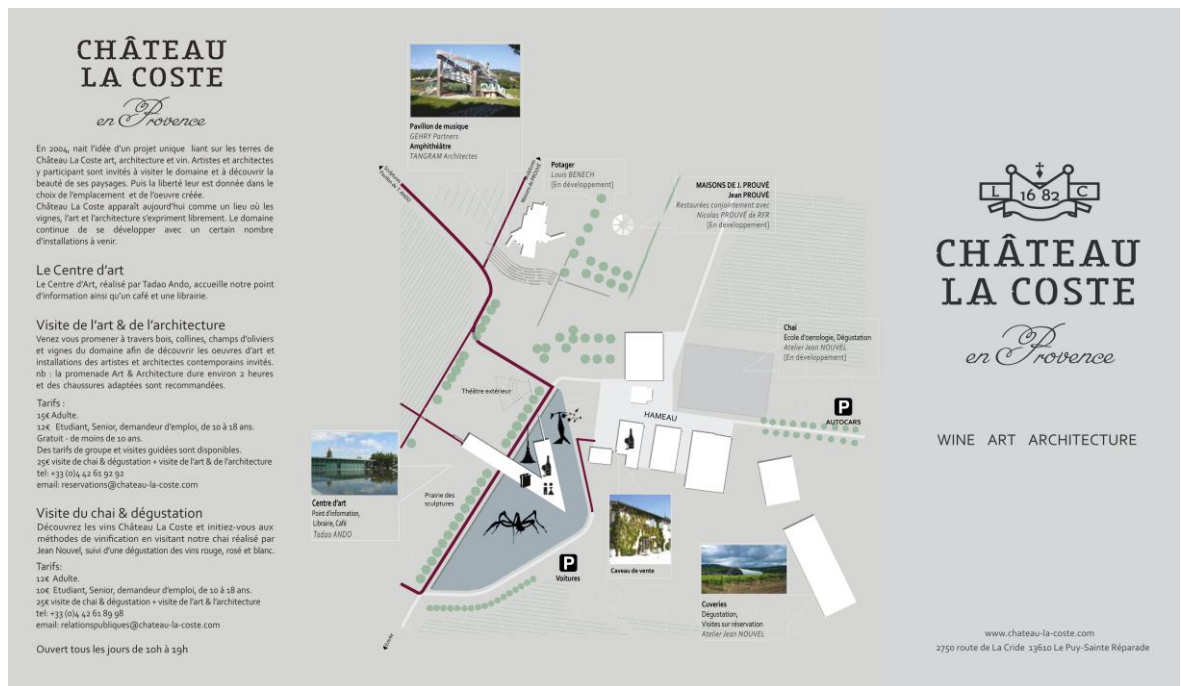 CHÂTEAU
LA COSTE
en Provence
En 2004, nait l'idée d'un projet unique liant sur les terres de
Château La Coste art, architecture et vin. Artistes et architectes
y participant sont invités à visiter le domaine et à découvrir la
beauté de ses paysages. Puis la liberté leur est donnée dans le
choix de l'emplacement et de l'oeuvre créée.
Château La Coste apparaît aujourd'hui comme un lieu où les
vignes, l'art et l'architecture s'expriment librement. Le domaine
continue de se développer avec un certain nombre
d'installations à venir.
Le Centre d'art
Le Centre d'Art, réalisé par Tadao Ando, accueille notre point
d'information ainsi qu'un café et une librairie.
Visite de l'art & de l'architecture
Venez vous promener à travers bois, collines, champs d'oliviers
et vignes du domaine afin de découvrir les oeuvres d'art et
installations des artistes et architectes contemporains invités.
nb : la promenade Art & Architecture dure environ 2 heures
et des chaussures adaptées sont recommandées.
Tarifs :
15€ Adulte.
12€ Etudiant, Senior, demandeur d'emploi, de 10 à 18 ans.
Gratuit - de moins de 10 ans.
Des tarifs de groupe et visites guidées sont disponibles.
25€ visite de chai & dégustation + visite de l'art & de l'architecture
tel: +33 (0)4 42 61 92 92
email: reservations@chateau-la-coste.com
Visite du chai & dégustation
Découvrez les vins Château La Coste et initiez-vous aux
méthodes de vinification en visitant notre chai réalisé par
Jean Nouvel, suivi d'une dégustation des vins rouge, rosé et blanc.
Tarifs:
12€ Adulte.
10€ Etudiant, Senior, demandeur d'emploi, de 10 à 18 ans.
25€ visite de chai & dégustation + visite de l'art & l'architecture
tel: +33 (0)4 42 61 89 98
email: relationspubliques@chateau-la-coste.com
Ouvert tous les jours de 10h à 19h
Pavillon de musique
GEHRY Partners
Amphithéâtre
TANGRAM Architectes
Sculptures
Pavillon de T. ANDO
Sculptures
Maisons de PROUVÉ
Potager
Louis BENECH
[En développement]
MAISONS DE J. PROUVÉ
Jean PROUVÉ
Restaurées conjointement avec
Nicolas PROUVÉ de RFR
[En developpement]
Chai
Ecole d'oenologie, Dégustation
Atelier Jean NOUVEL
[En développement]
Théâtre extérieur
HAMEAU
P
AUTOCARS
Centre d'art
Point d'information,
Librairie, Café
Tadao ANDO
Prairie des
sculptures
P
Voitures
Caveau de vente
Cuveries
Dégustation,
Visites sur réservation
Atelier Jean NOUVEL
L 1682 C
CHÂTEAU
LA COSTE
en Provence
WINE ART ARCHITECTURE
www.chateau-la-coste.com
2750 route de La Cride 13610 Le Puy-Sainte Réparade